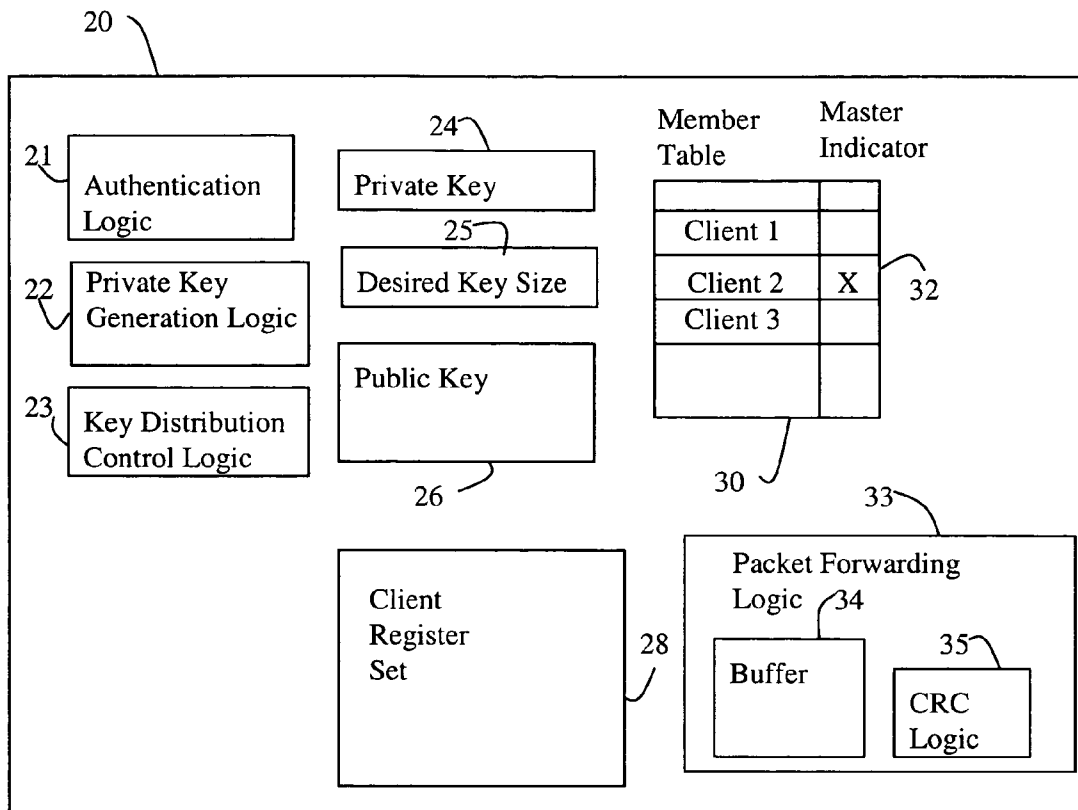 20
21
Authentication
Logic
22
Private Key
Generation Logic
23
Key Distribution
Control Logic
24
Private Key
25
Desired Key Size
Public Key
26
Member
Table
Master
Indicator
Client 1
Client 2 X
Client 3
32
30
Client
Register
Set
28
33
Packet Forwarding
Logic
34
Buffer
35
CRC
Logic